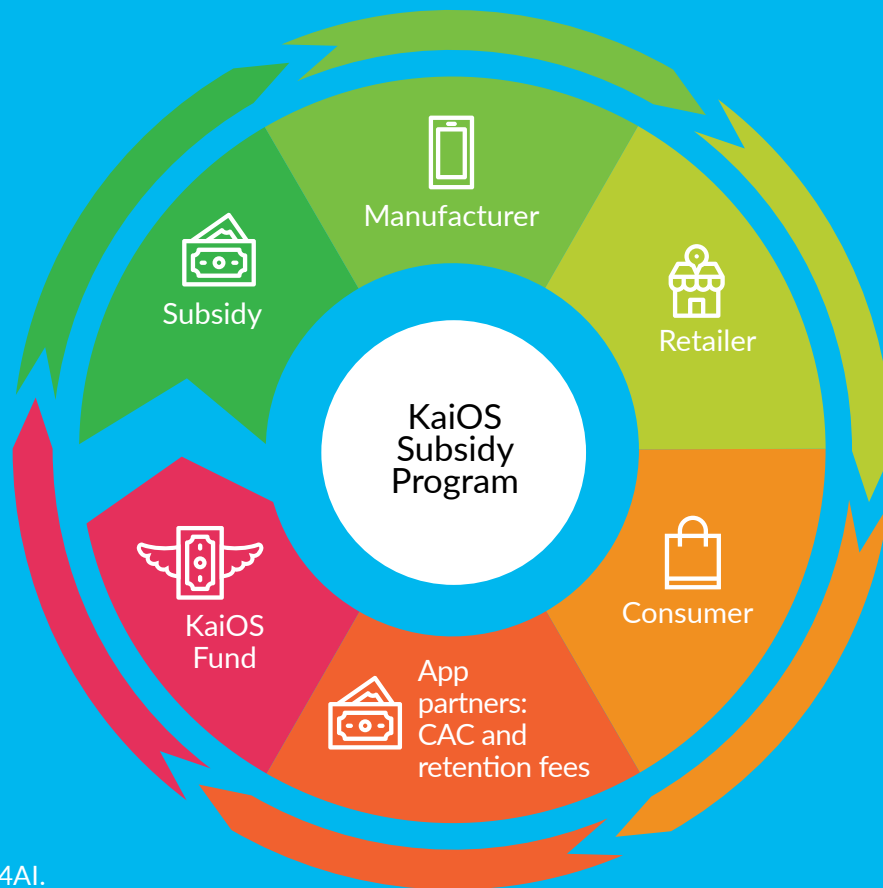 Manufacturer
Subsidy
Retailer
KaiOS
Subsidy
Program
Consumer
KaiOS
Fund
App
partners:
CAC and
retention fees
4AI.